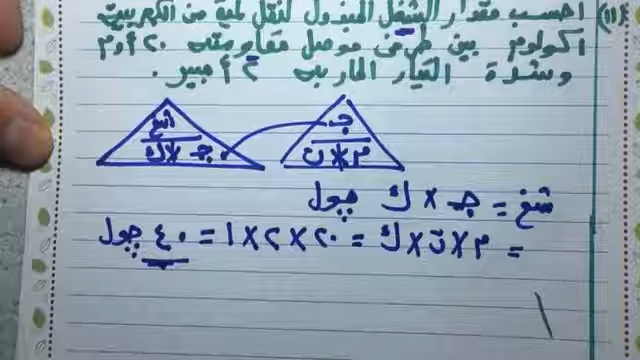 (١١) احسب مقدار الشغل المبذول لنقل كمية من الكهربية
١ كولوم بين طرفى موصل مقاومته ٢٠ أوم
وشدة التيار المار به ٢ أمبير.
شغ
جـ × ك
جـ
م × ت
شغ = جـ × ك جول
= م × ت × ك = ٢٠ × ٢ × ١ = ٤٠ جول